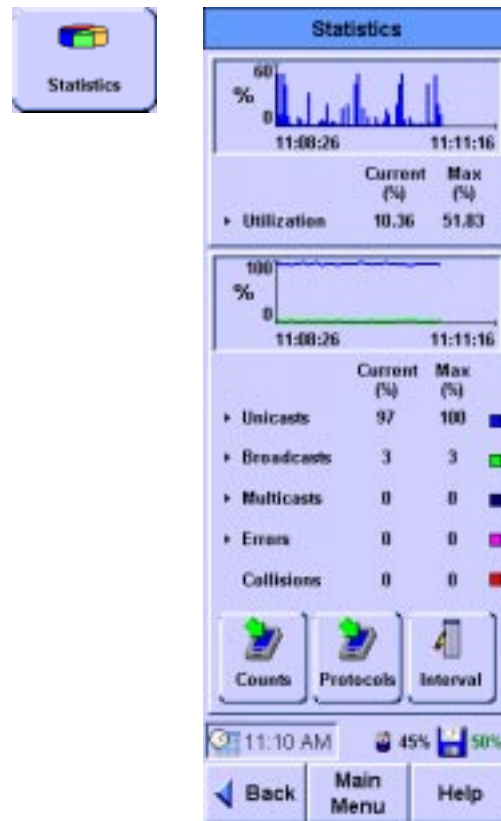 Statistics
Statistics
60
%
0
11:08:26 11:11:16
Current Max
(%) (%)
Utilization 10.36 51.83
100
%
0
11:08:26 11:11:16
Current Max
(%) (%)
Unicasts 97 100
Broadcasts 3 3
Multicasts 0 0
Errors 0 0
Collisions 0 0
Counts Protocols Interval
11:10 AM 45% 50%
Back Main Menu Help